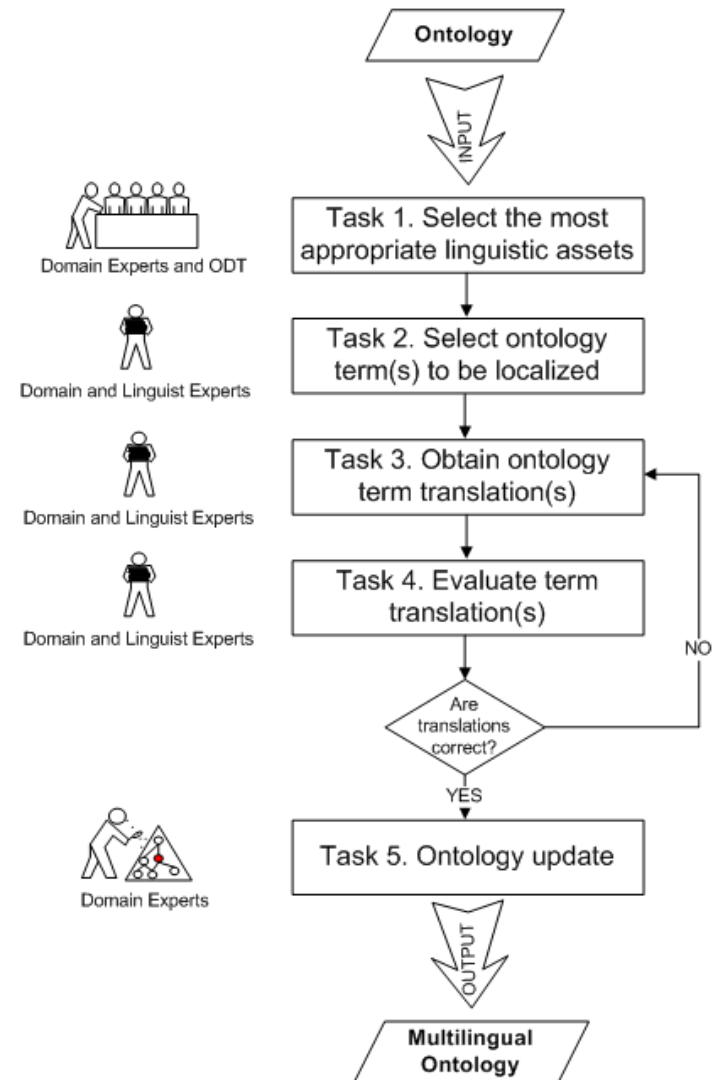 Ontology
INPUT
Task 1. Select the most
appropriate linguistic assets
Domain Experts and ODT
Task 2. Select ontology
term(s) to be localized
Domain and Linguist Experts
Task 3. Obtain ontology
term translation(s)
Domain and Linguist Experts
Task 4. Evaluate term
translation(s)
Domain and Linguist Experts
NO
Are
translations
correct?
YES
Task 5. Ontology update
Domain Experts
OUTPUT
Multilingual
Ontology